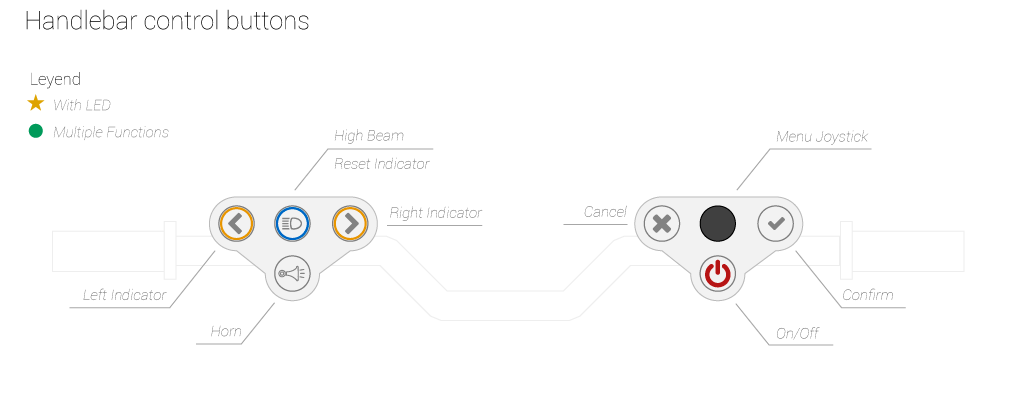 Handlebar control buttons
Leyend
With LED
Multiple Functions
High Beam
Reset Indicator
Menu Joystick
Right Indicator
Cancel
Left Indicator
Confirm
Horn
On/Off